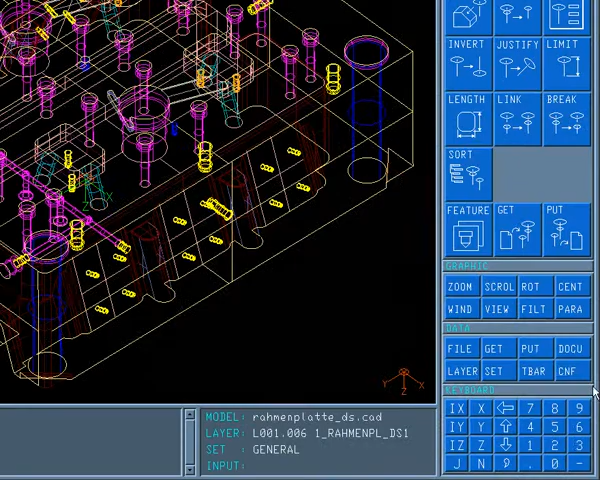 INVERT JUSTIFY LIMIT
LENGTH LINK BREAK
SORT
FEATURE GET PUT
GRAPHIC
ZOOM SCROL ROT CENT
WIND VIEW FILT PARA
DATA
FILE GET PUT DOCU
LAYER SET TBAR CNF
KEYBOARD
IX X 7 8 9
IY Y 4 5 6
IZ Z 1 2 3
J N , . 0 -
Y X
Z
MODEL: rahmenplatte_ds.cad
LAYER: L001.006 1_RAHMENPL_DS1
SET : GENERAL
INPUT: